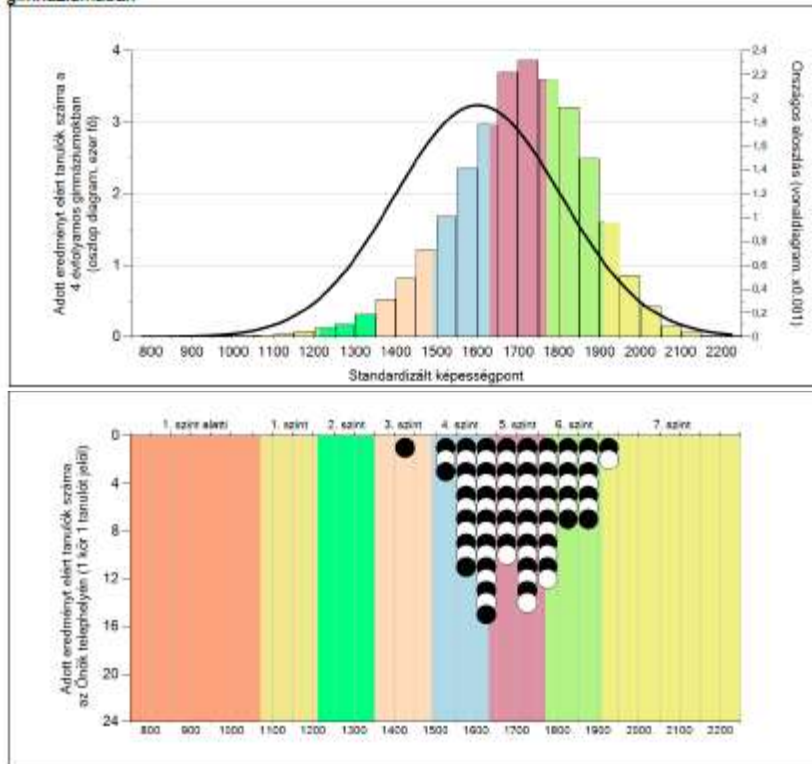 gimnáziumában
Adott eredményt elért tanulók száma a
4 évfolyamos gimnáziumokban
(oszlop diagram, ezer fő)
4
3
2
1
0
2,4
2,2
2
1,8
1,6
1,4
1,2
1
0,8
0,6
0,4
0,2
0
Országos eloszlás (vonaldiagram, x0,001)
800 900 1000 1100 1200 1300 1400 1500 1600 1700 1800 1900 2000 2100 2200
Standardizált képességpont
Adott eredményt elért tanulók száma
az Önök telephelyén (1 kör 1 tanulót jelöl)
1. szint alatti 1. szint 2. szint 3. szint 4. szint 5. szint 6. szint 7. szint
0
4
8
12
16
20
24
800 900 1000 1100 1200 1300 1400 1500 1600 1700 1800 1900 2000 2100 2200